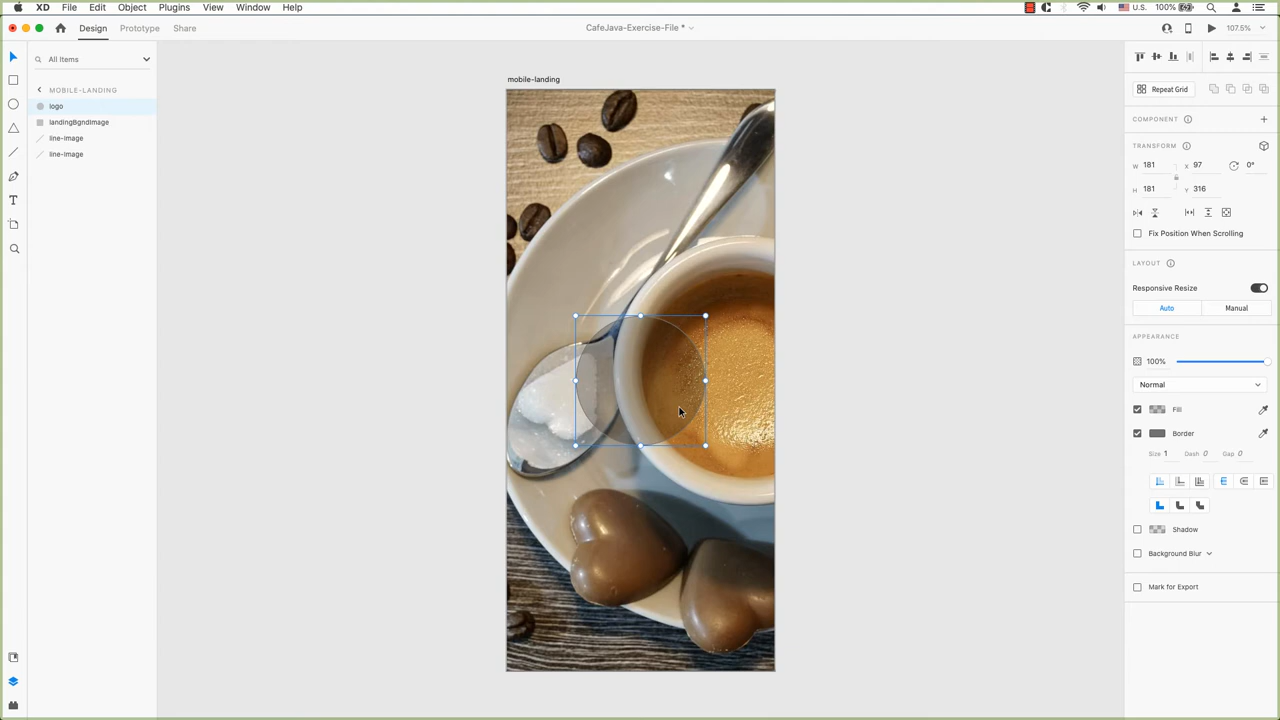 XD File Edit Object Plugins View Window Help
U.S. 100%
Design Prototype Share
CafeJava-Exercise-File *
107.5%
All Items
MOBILE-LANDING
logo
landingBgndImage
line-image
line-image
mobile-landing
Repeat Grid
COMPONENT
TRANSFORM
W 181 X 97 0°
H 181 Y 316
Fix Position When Scrolling
LAYOUT
Responsive Resize
Auto Manual
APPEARANCE
100%
Normal
Fill
Border
Size 1 Dash 0 Gap 0
Shadow
Background Blur
Mark for Export